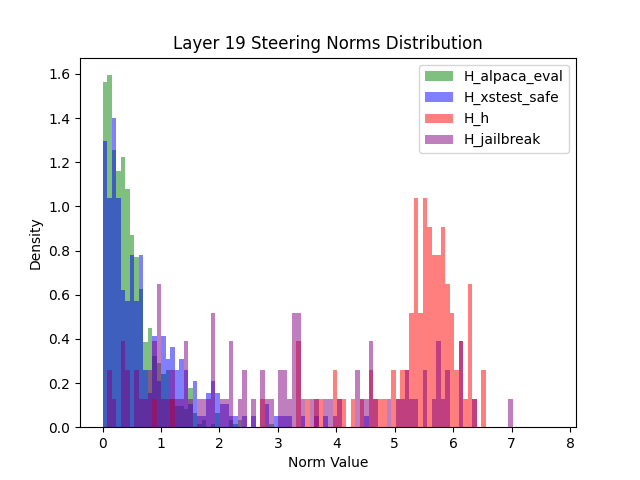 Layer 19 Steering Norms Distribution
H_alpaca_eval
H_xstest_safe
H_h
H_jailbreak
Density
1.6
1.4
1.2
1.0
0.8
0.6
0.4
0.2
0.0
0 1 2 3 4 5 6 7 8
Norm Value